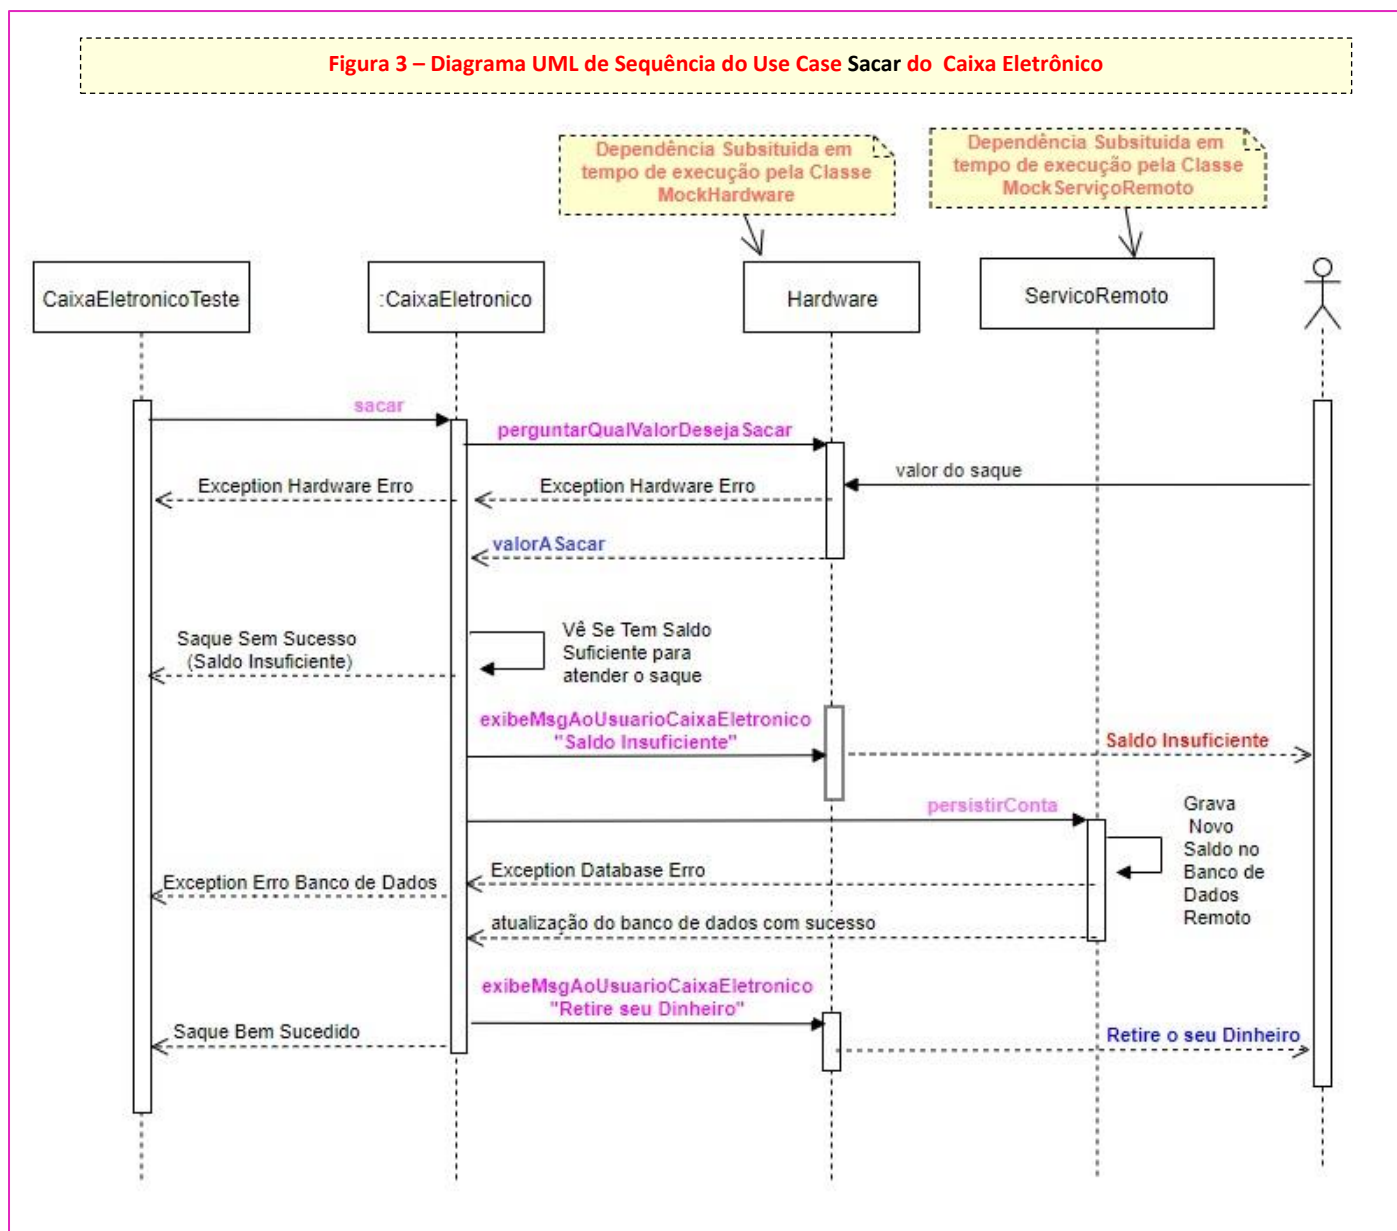 Figura 3 – Diagrama UML de Sequência do Use Case Sacar do Caixa Eletrônico
Dependência Subsituida em
tempo de execução pela Classe
MockHardware
Dependência Subsituida em
tempo de execução pela Classe
MockServiçoRemoto
CaixaEletronicoTeste
:CaixaEletronico
Hardware
ServicoRemoto
sacar
perguntarQualValorDesejaSacar
valor do saque
Exception Hardware Erro
Exception Hardware Erro
valorASacar
Saque Sem Sucesso
(Saldo Insuficiente)
Vê Se Tem Saldo
Suficiente para
atender o saque
exibeMsgAoUsuarioCaixaEletronico
"Saldo Insuficiente"
Saldo Insuficiente
persistirConta
Grava
Novo
Saldo no
Banco de
Dados
Remoto
Exception Database Erro
Exception Erro Banco de Dados
atualização do banco de dados com sucesso
exibeMsgAoUsuarioCaixaEletronico
"Retire seu Dinheiro"
Saque Bem Sucedido
Retire o seu Dinheiro